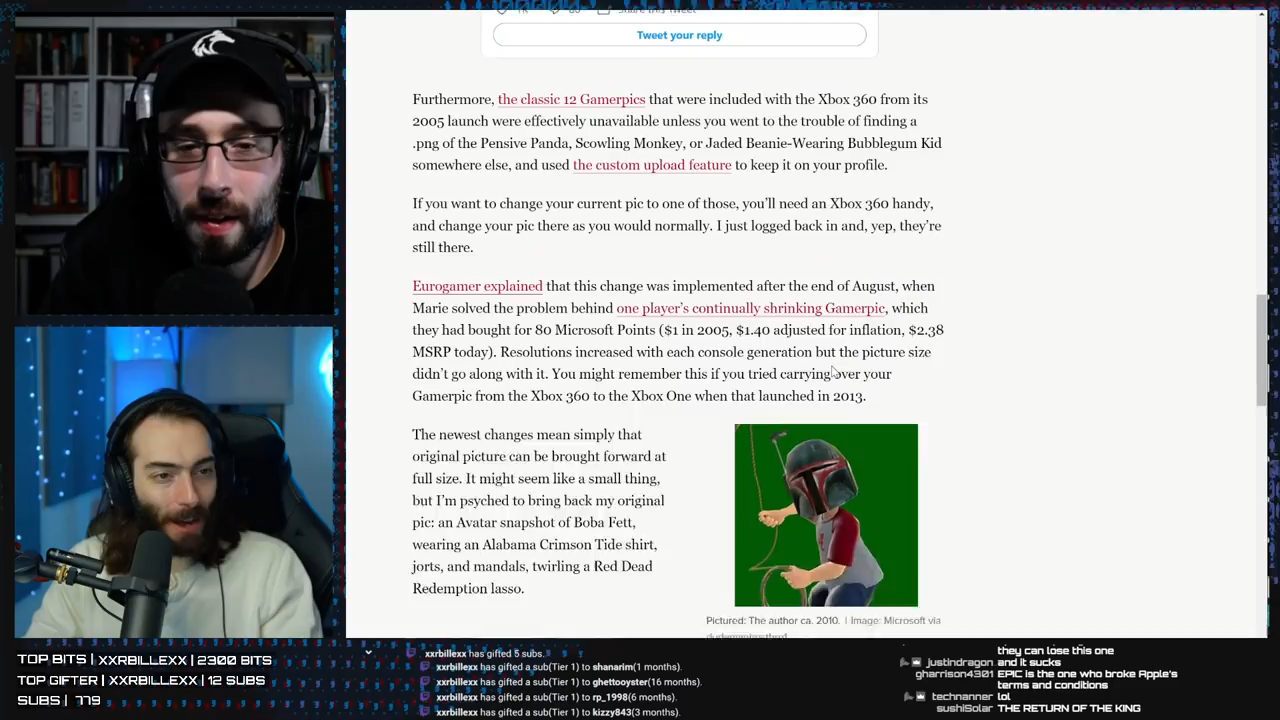 Tweet your reply
Furthermore, the classic 12 Gamerpics that were included with the Xbox 360 from its
2005 launch were effectively unavailable unless you went to the trouble of finding a
.png of the Pensive Panda, Scowling Monkey, or Jaded Beanie-Wearing Bubblegum Kid
somewhere else, and used the custom upload feature to keep it on your profile.
If you want to change your current pic to one of those, you’ll need an Xbox 360 handy,
and change your pic there as you would normally. I just logged back in and, yep, they’re
still there.
Eurogamer explained that this change was implemented after the end of August, when
Marie solved the problem behind one player’s continually shrinking Gamerpic, which
they had bought for 80 Microsoft Points ($1 in 2005, $1.40 adjusted for inflation, $2.38
MSRP today). Resolutions increased with each console generation but the picture size
didn’t go along with it. You might remember this if you tried carrying over your
Gamerpic from the Xbox 360 to the Xbox One when that launched in 2013.
The newest changes mean simply that
original picture can be brought forward at
full size. It might seem like a small thing,
but I’m psyched to bring back my original
pic: an Avatar snapshot of Boba Fett,
wearing an Alabama Crimson Tide shirt,
jorts, and mandals, twirling a Red Dead
Redemption lasso.
Pictured: The author ca. 2010. | Image: Microsoft via
TOP BITS | XXRBILLEXX | 2300 BITS
TOP GIFTER | XXRBILLEXX | 12 SUBS
SUBS | 779
xxrbillexx has gifted 5 subs.
xxrbillexx has gifted a sub(Tier 1) to shanarim(1 months).
xxrbillexx has gifted a sub(Tier 1) to ghettooyster(16 months).
xxrbillexx has gifted a sub(Tier 1) to rp_1998(6 months).
xxrbillexx has gifted a sub(Tier 1) to kizzy843(3 months).
they can lose this one
justindragon and it sucks
gharrison4301 EPIC is the one who broke Apple's
terms and conditions
technanner lol
sushiSolar THE RETURN OF THE KING